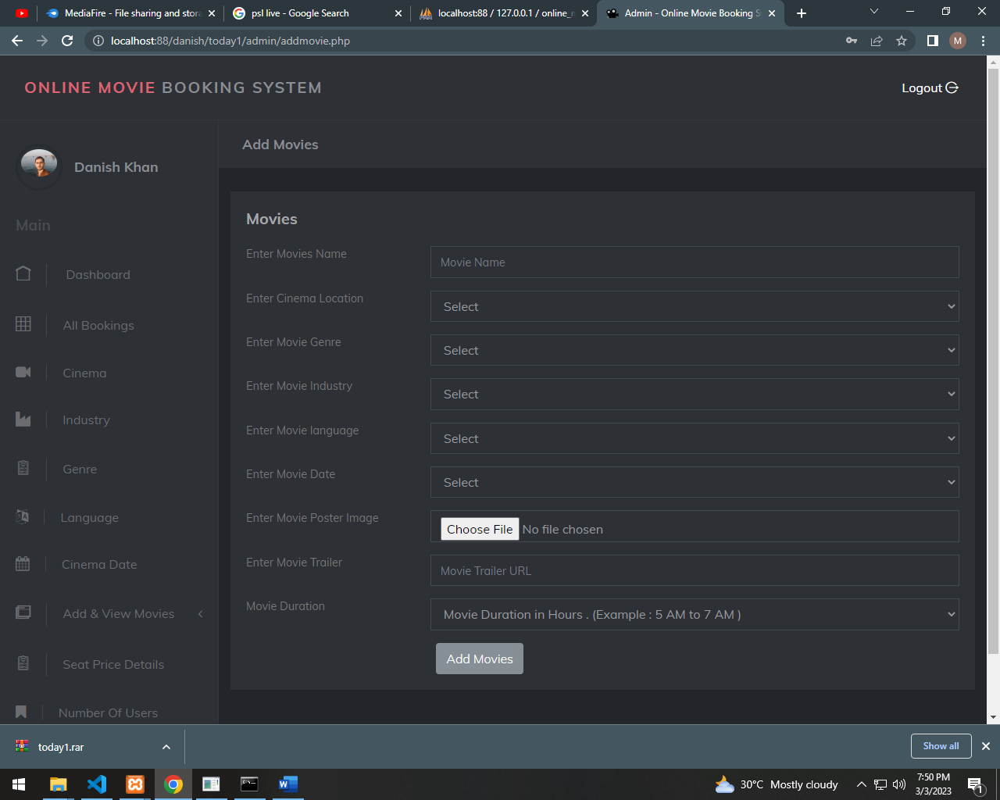 MediaFire - File sharing and stora
psl live - Google Search
localhost:88 / 127.0.0.1 / online_m
Admin - Online Movie Booking S
localhost:88/danish/today1/admin/addmovie.php
M
ONLINE MOVIE BOOKING SYSTEM
Logout
Danish Khan
Main
Dashboard
All Bookings
Cinema
Industry
Genre
Language
Cinema Date
Add & View Movies
Seat Price Details
Number Of Users
Add Movies
Movies
Enter Movies Name
Movie Name
Enter Cinema Location
Select
Enter Movie Genre
Select
Enter Movie Industry
Select
Enter Movie language
Select
Enter Movie Date
Select
Enter Movie Poster Image
Choose File No file chosen
Enter Movie Trailer
Movie Trailer URL
Movie Duration
Movie Duration in Hours . (Example : 5 AM to 7 AM )
Add Movies
today1.rar
Show all
30°C Mostly cloudy
7:50 PM
3/3/2023
1